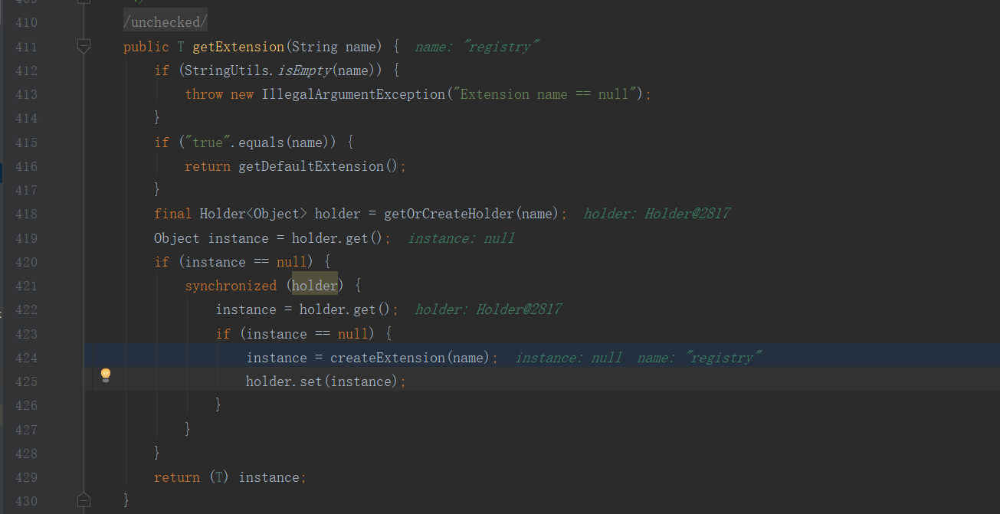 410 /unchecked/
411 public T getExtension(String name) { name: "registry"
412 if (StringUtils.isEmpty(name)) {
413 throw new IllegalArgumentException("Extension name == null");
414 }
415 if ("true".equals(name)) {
416 return getDefaultExtension();
417 }
418 final Holder<Object> holder = getOrCreateHolder(name); holder: Holder@2817
419 Object instance = holder.get(); instance: null
420 if (instance == null) {
421 synchronized (holder) {
422 instance = holder.get(); holder: Holder@2817
423 if (instance == null) {
424 instance = createExtension(name); instance: null name: "registry"
425 holder.set(instance);
426 }
427 }
428 }
429 return (T) instance;
430 }